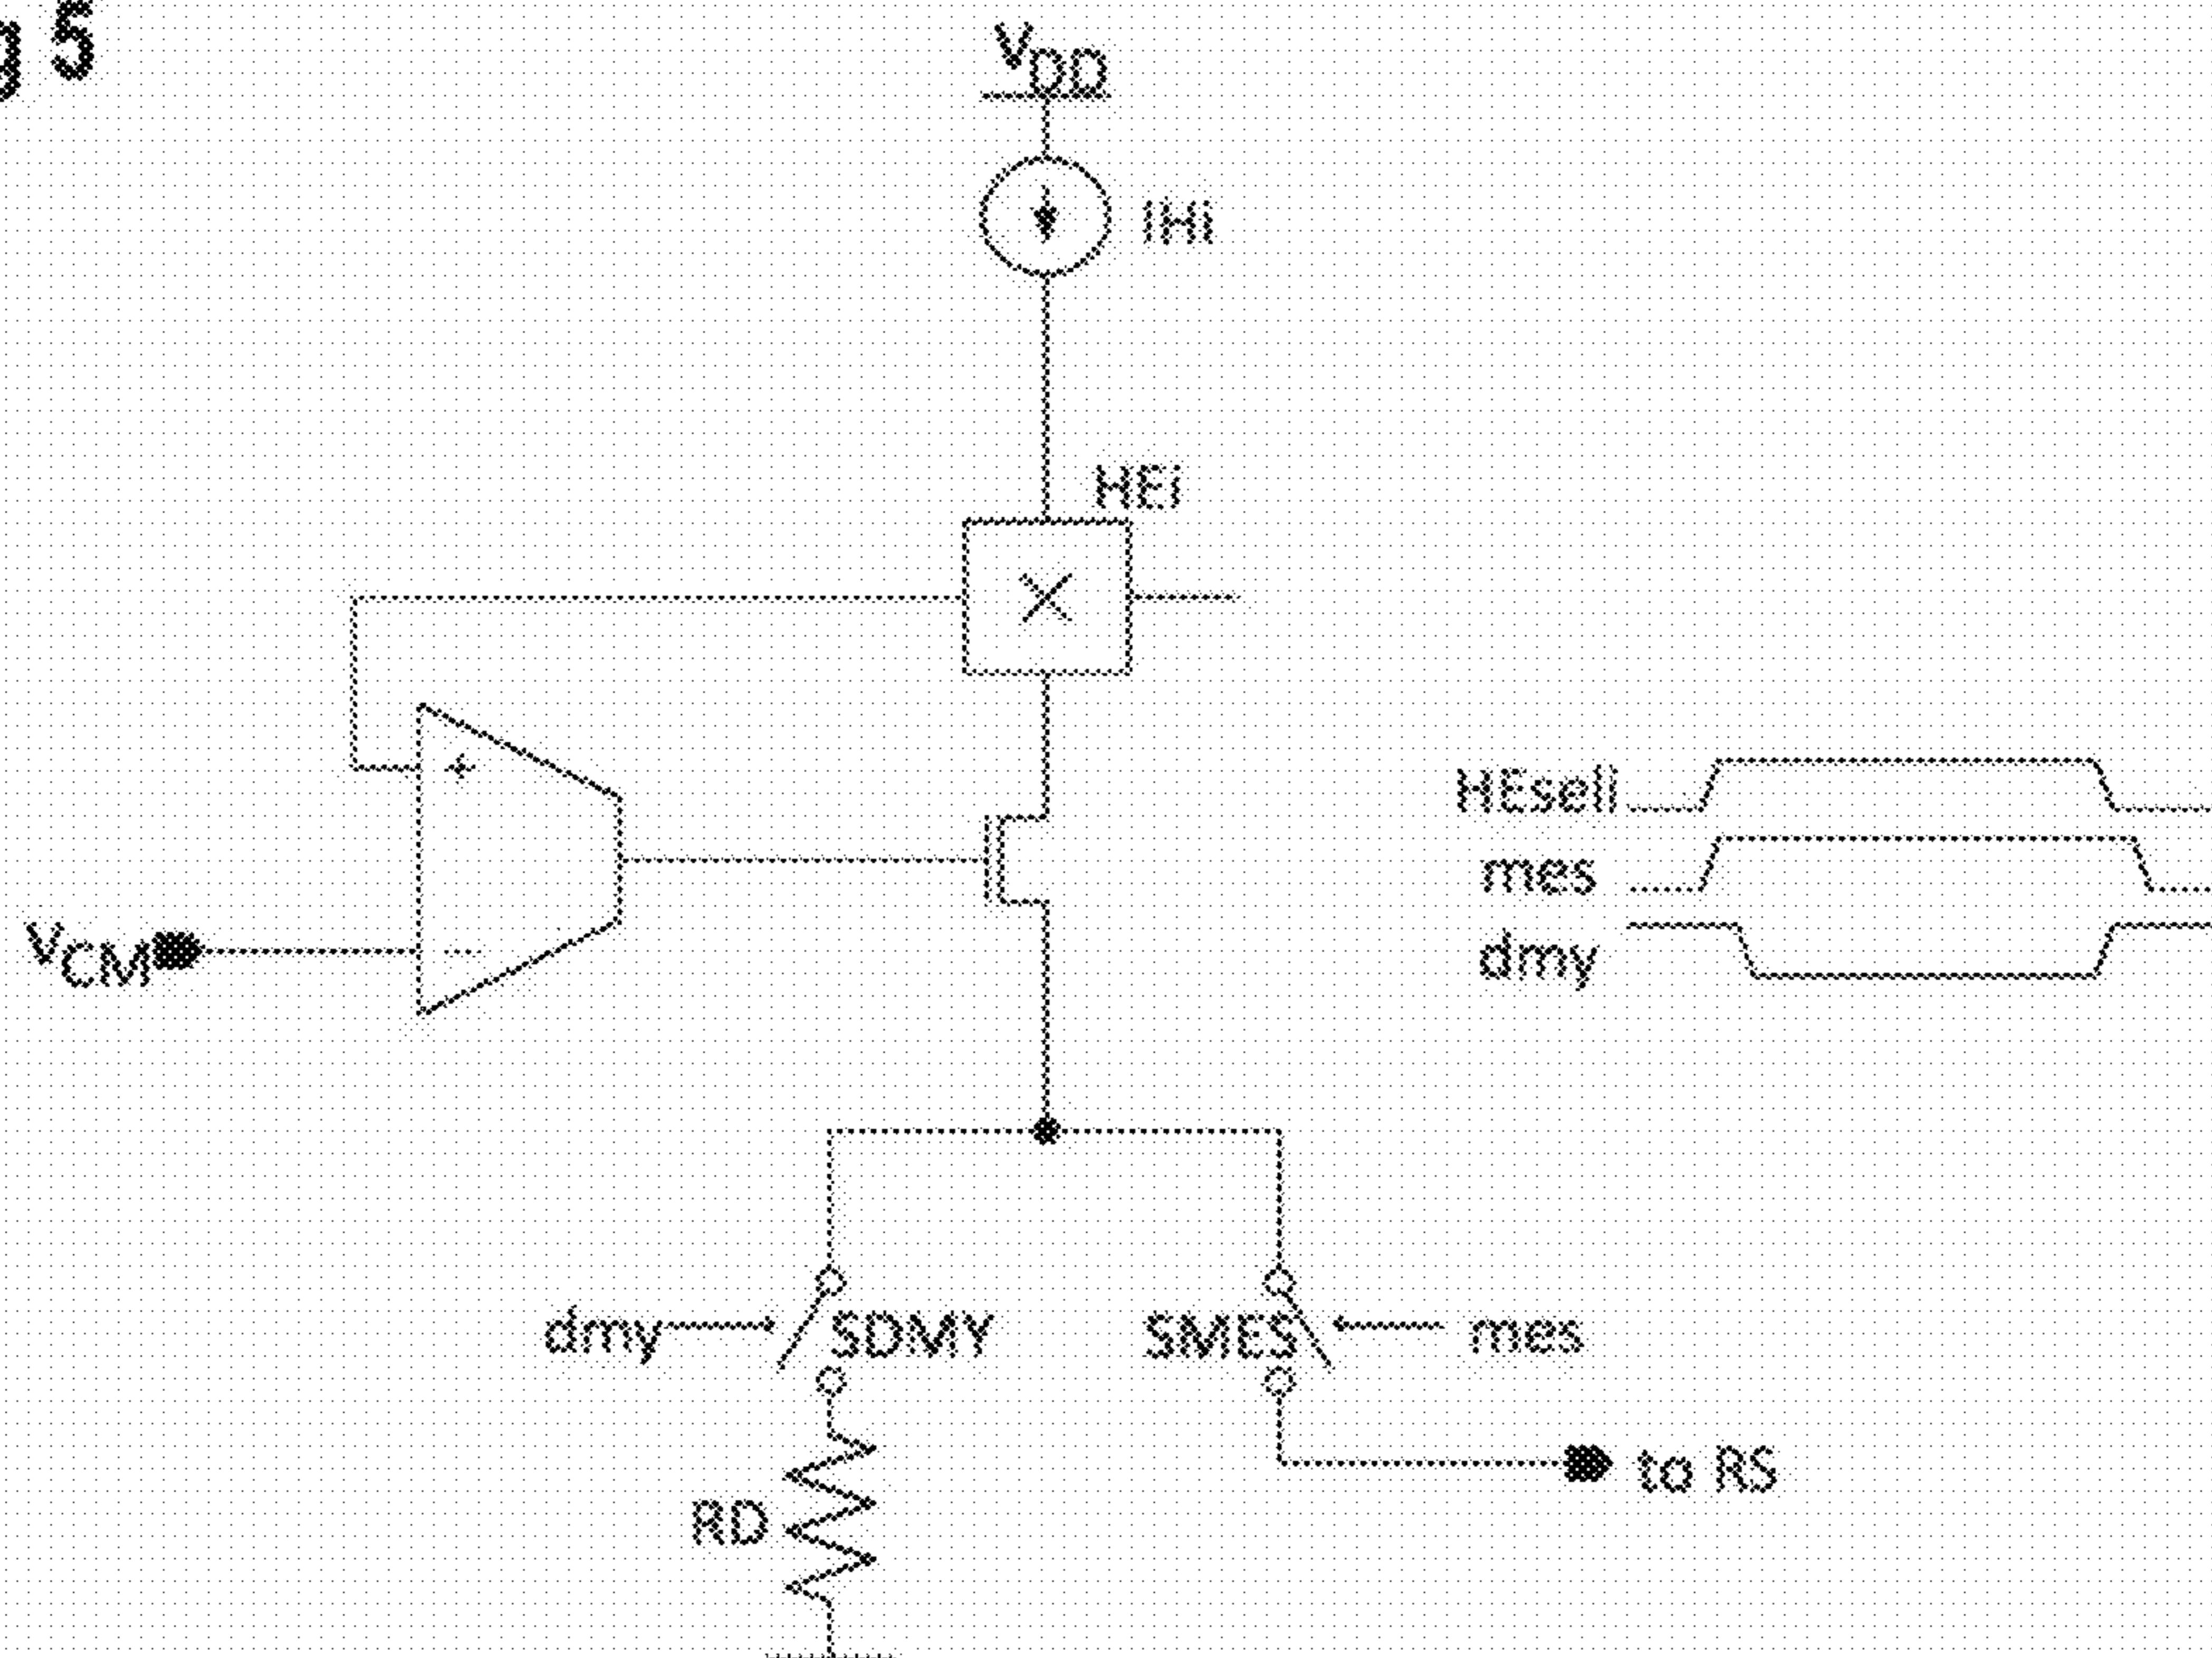 g 5
VDD
IHi
HEi
+
HEseli
mes
VCM
-
dmy
dmy
SDMY
SMES
mes
to RS
RD